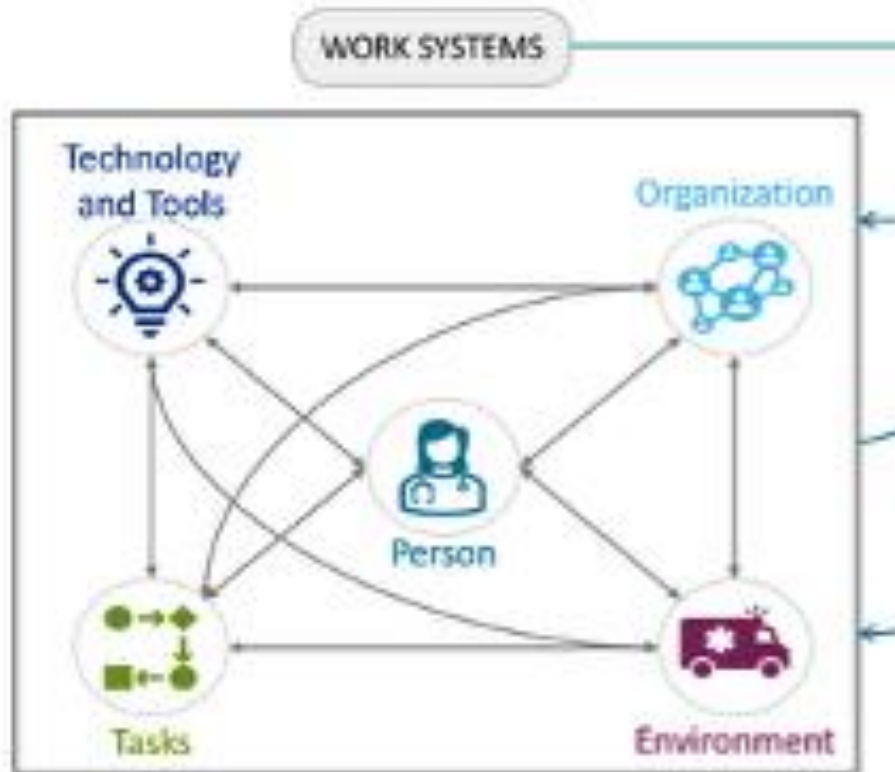 WORK SYSTEMS
Technology
and Tools
Organization
Person
Tasks
Environment